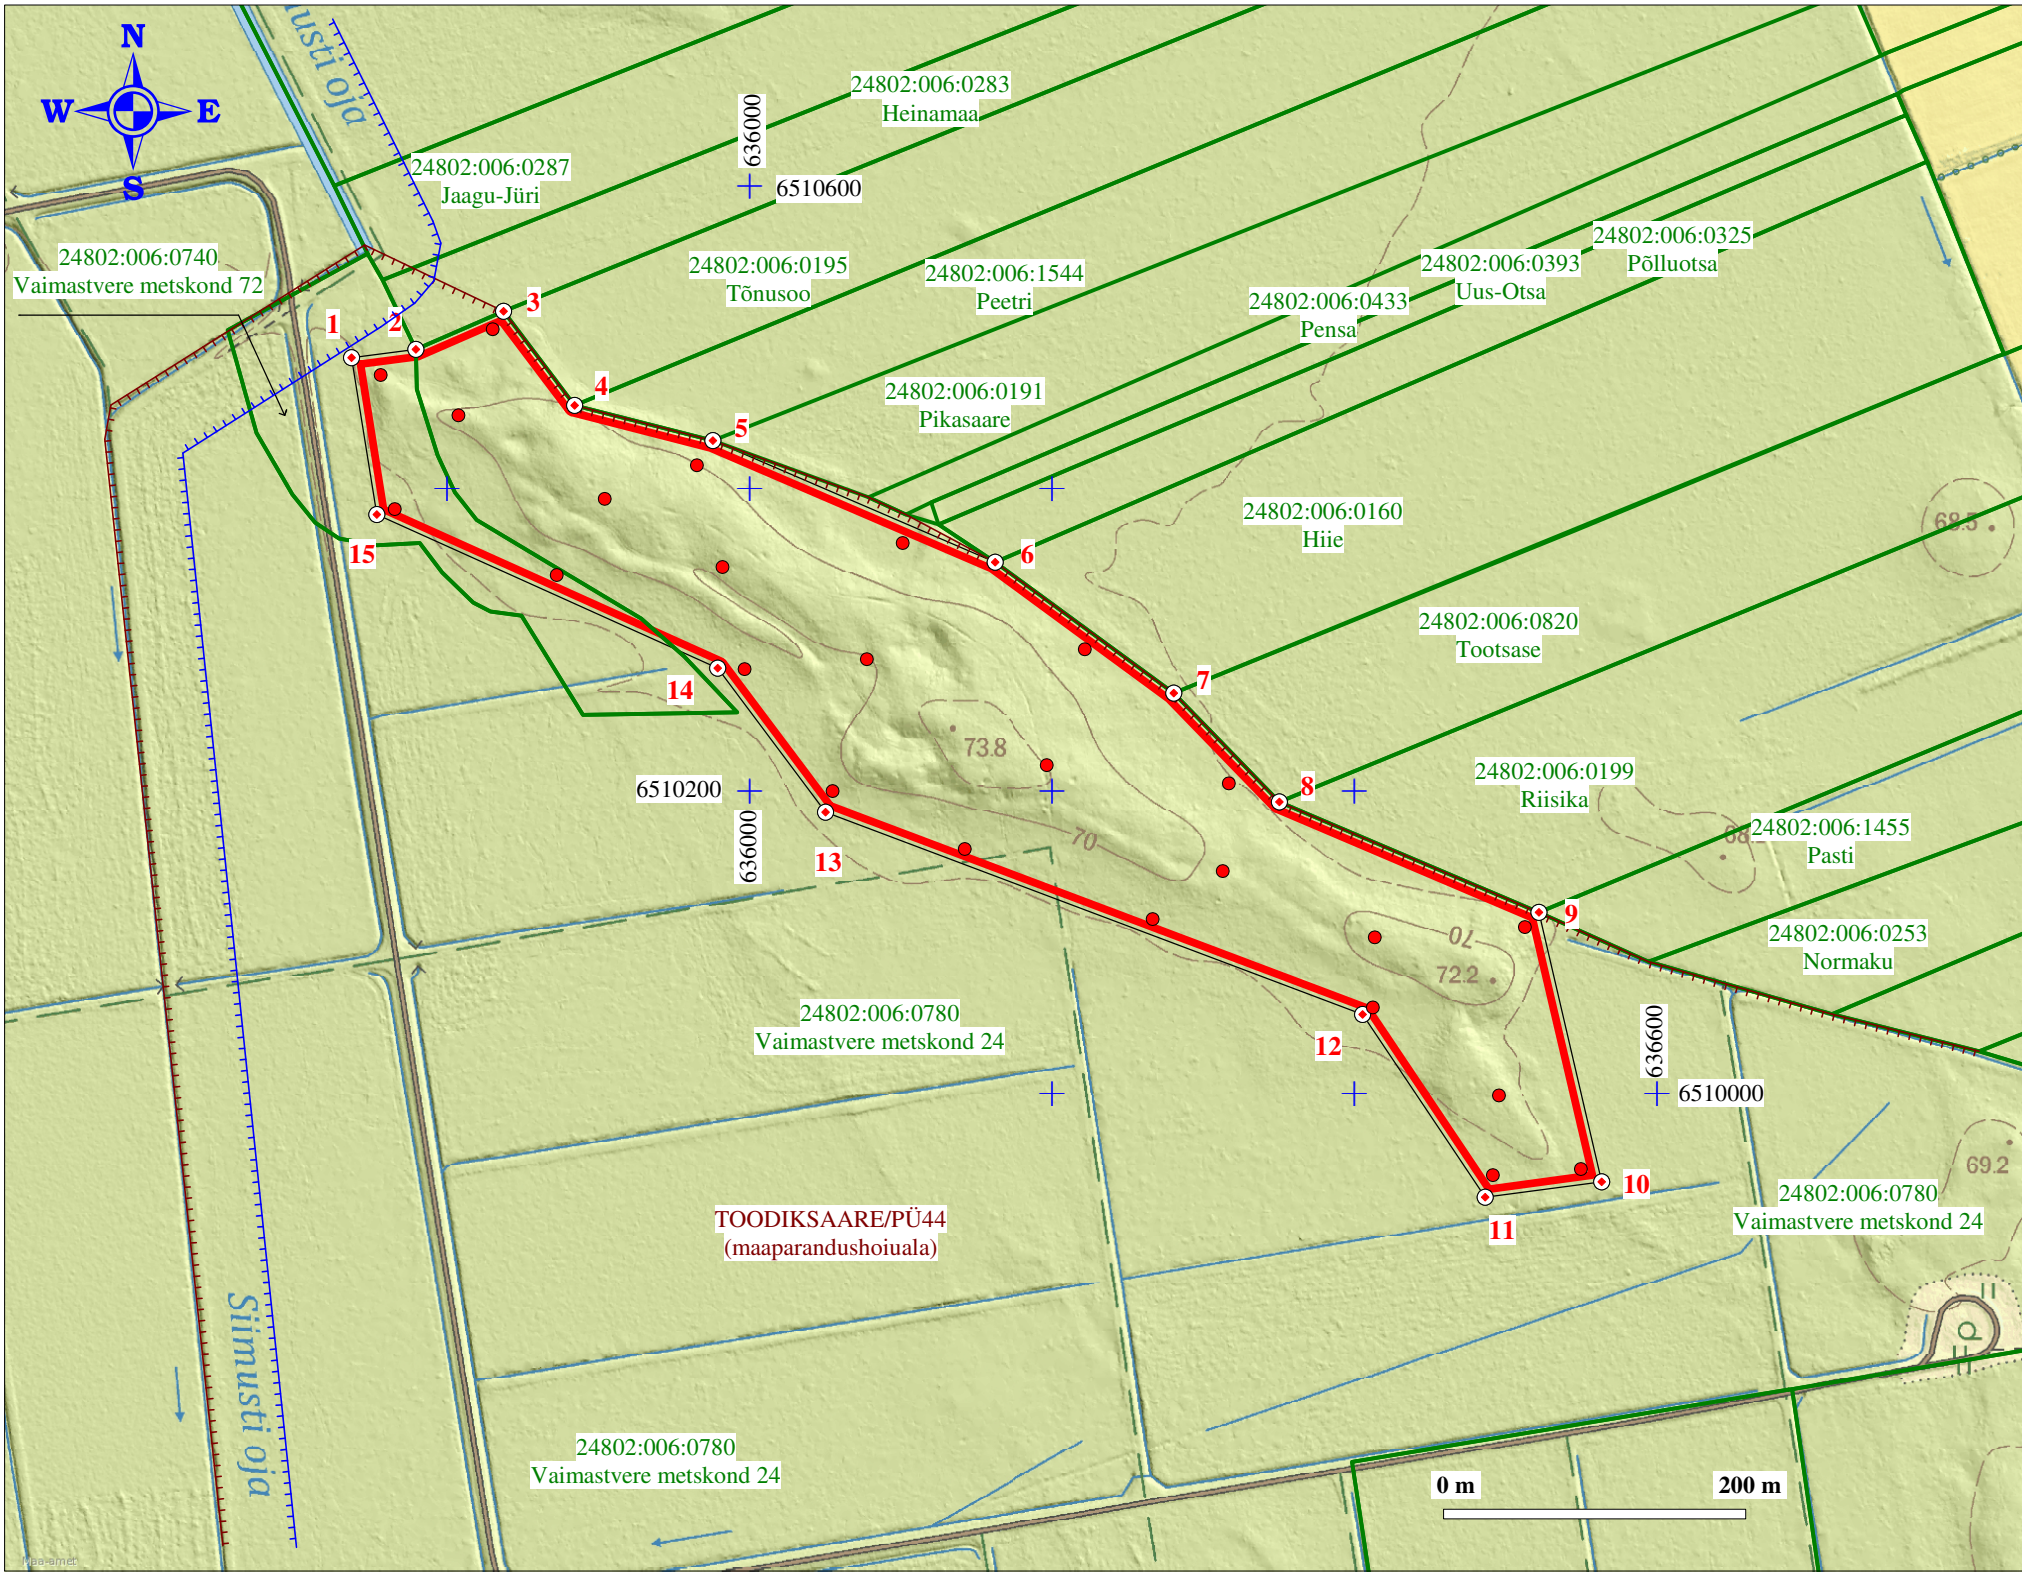 N
W
E
S
usti oja
24802:006:0283
Heinamaa
636000
6510600
24802:006:0287
Jaagu-Jüri
24802:006:0740
Vaimastvere metskond 72
24802:006:0195
Tõnusoo
24802:006:1544
Peetri
24802:006:0325
Põlluotsa
24802:006:0393
Uus-Otsa
24802:006:0433
Pensa
1
2
3
4
5
24802:006:0191
Pikasaare
24802:006:0160
Hiie
68.5
15
6
24802:006:0820
Tootsase
14
7
73.8
6510200
636000
8
24802:006:0199
Riisika
70
13
24802:006:1455
Pasti
68.
9
24802:006:0253
Normaku
70
72.2
24802:006:0780
Vaimastvere metskond 24
12
636600
6510000
69.2
10
11
24802:006:0780
Vaimastvere metskond 24
TOODIKSAARE/PÜ44
(maaparandushoiuala)
Siimusti oja
24802:006:0780
Vaimastvere metskond 24
0 m
200 m
Maa-amet